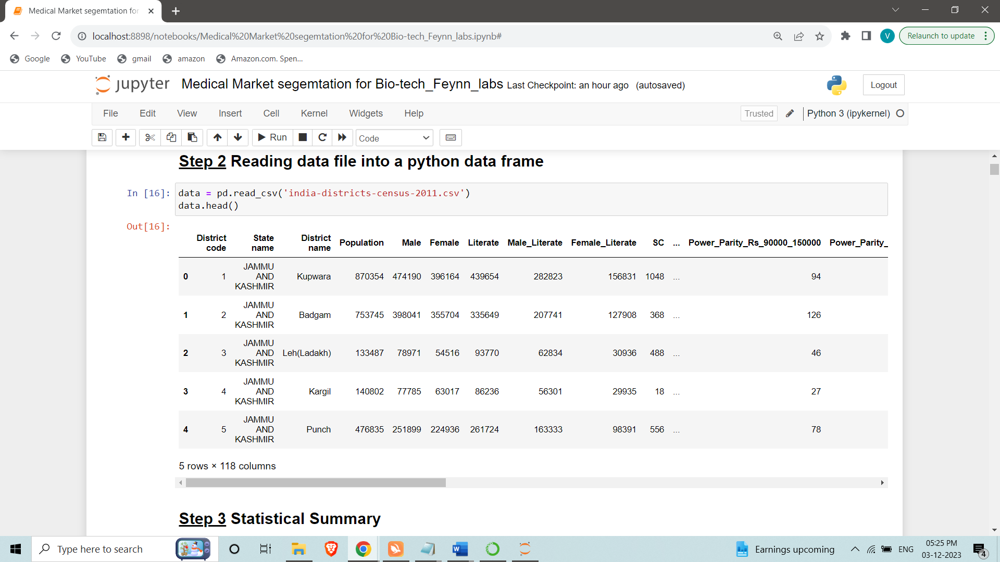 Medical Market segemtation for
localhost:8898/notebooks/Medical%20Market%20segemtation%20for%20Bio-tech_Feynn_labs.ipynb#
V
Relaunch to update
Google YouTube gmail amazon Amazon.com. Spen...
jupyter Medical Market segemtation for Bio-tech_Feynn_labs Last Checkpoint: an hour ago (autosaved)
Logout
File Edit View Insert Cell Kernel Widgets Help
Trusted Python 3 (ipykernel)
Run Code
Step 2 Reading data file into a python data frame
In [16]: data = pd.read_csv('india-districts-census-2011.csv')
data.head()
Out[16]:
District code State name District name Population Male Female Literate Male_Literate Female_Literate SC ... Power_Parity_Rs_90000_150000 Power_Parity_
0 1 JAMMU AND KASHMIR Kupwara 870354 474190 396164 439654 282823 156831 1048 ... 94
1 2 JAMMU AND KASHMIR Badgam 753745 398041 355704 335649 207741 127908 368 ... 126
2 3 JAMMU AND KASHMIR Leh(Ladakh) 133487 78971 54516 93770 62834 30936 488 ... 46
3 4 JAMMU AND KASHMIR Kargil 140802 77785 63017 86236 56301 29935 18 ... 27
4 5 JAMMU AND KASHMIR Punch 476835 251899 224936 261724 163333 98391 556 ... 78
5 rows × 118 columns
Step 3 Statistical Summary
Type here to search
W
Earnings upcoming
ENG
05:25 PM
03-12-2023
4